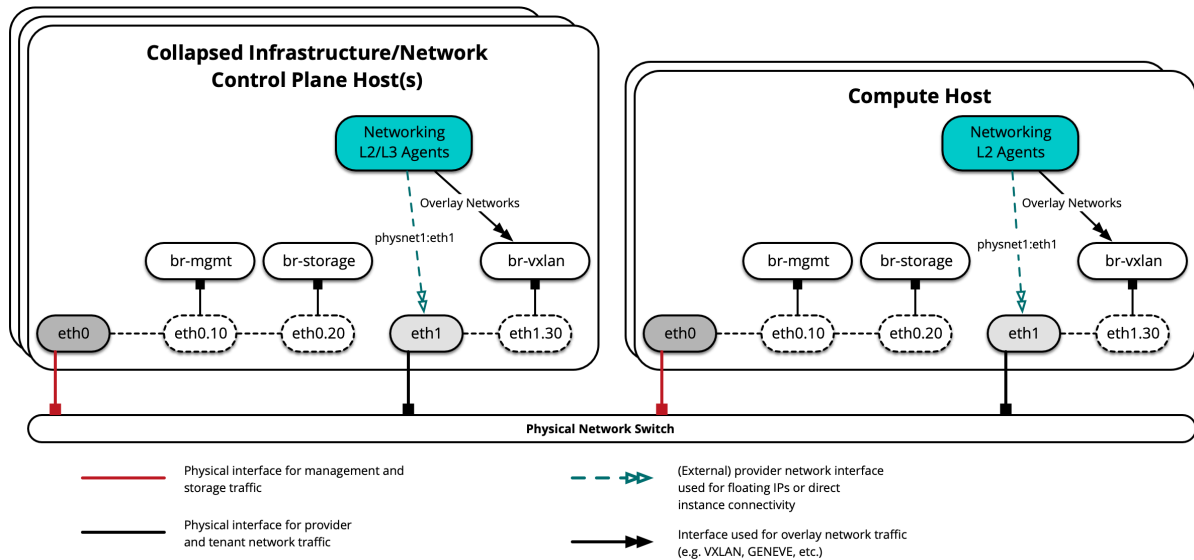 Collapsed Infrastructure/Network
Control Plane Host(s)
Networking
L2/L3 Agents
Overlay Networks
physnet1:eth1
br-mgmt
br-storage
br-vxlan
eth0
eth0.10
eth0.20
eth1
eth1.30
Compute Host
Networking
L2 Agents
Overlay Networks
physnet1:eth1
br-mgmt
br-storage
br-vxlan
eth0
eth0.10
eth0.20
eth1
eth1.30
Physical Network Switch
Physical interface for management and
storage traffic
Physical interface for provider
and tenant network traffic
(External) provider network interface
used for floating IPs or direct
instance connectivity
Interface used for overlay network traffic
(e.g. VXLAN, GENEVE, etc.)